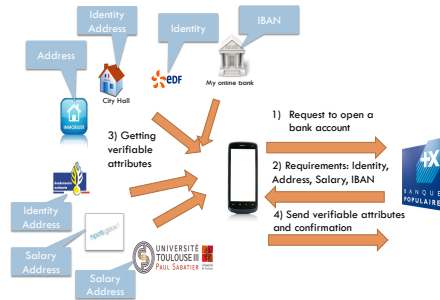 Identity
Address
Identity
IBAN
Address
edf
My online bank
City Hall
IMMOBILIER
3) Getting
verifiable
attributes
1) Request to open a
bank account
2) Requirements: Identity,
Address, Salary, IBAN
BANQUE
POPULAIRE
4) Send verifiable attributes
and confirmation
Identity
Address
Salary
Address
Salary
Address
UNIVERSITÉ
TOULOUSE III
PAUL SABATIER